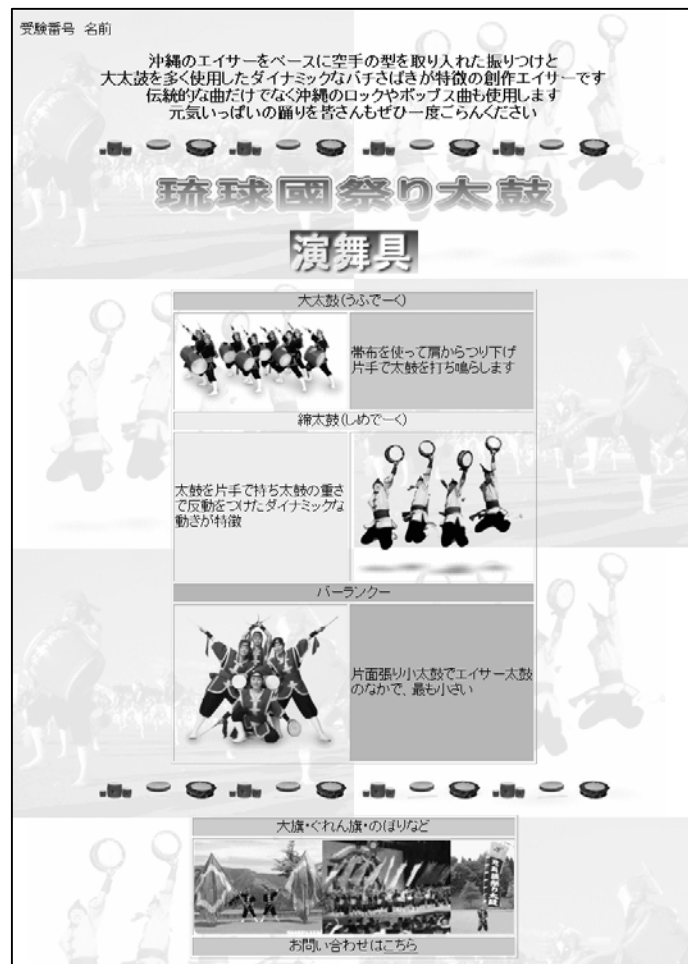 受験番号 名前
沖縄のエイサーをベースに空手の型を取り入れた振りつけと
大太鼓を多く使用したダイナミックなバチさばきが特徴の創作エイサーです
伝統的な曲だけでなく沖縄のロックやポップス曲も使用します
元気いっぱいの踊りを皆さんもぜひ一度ごらんください
琉球國祭り太鼓
演舞具
大太鼓(うふでーく)
帯布を使って肩からつり下げ
片手で太鼓を打ち鳴らします
締太鼓(しめでーく)
太鼓を片手で持ち太鼓の重さ
で反動をつけたダイナミックな
動きが特徴
パーランクー
片面張り小太鼓でエイサー太鼓
のなかで、最も小さい
大旗・ぐれん旗・のぼりなど
お問い合わせはこちら